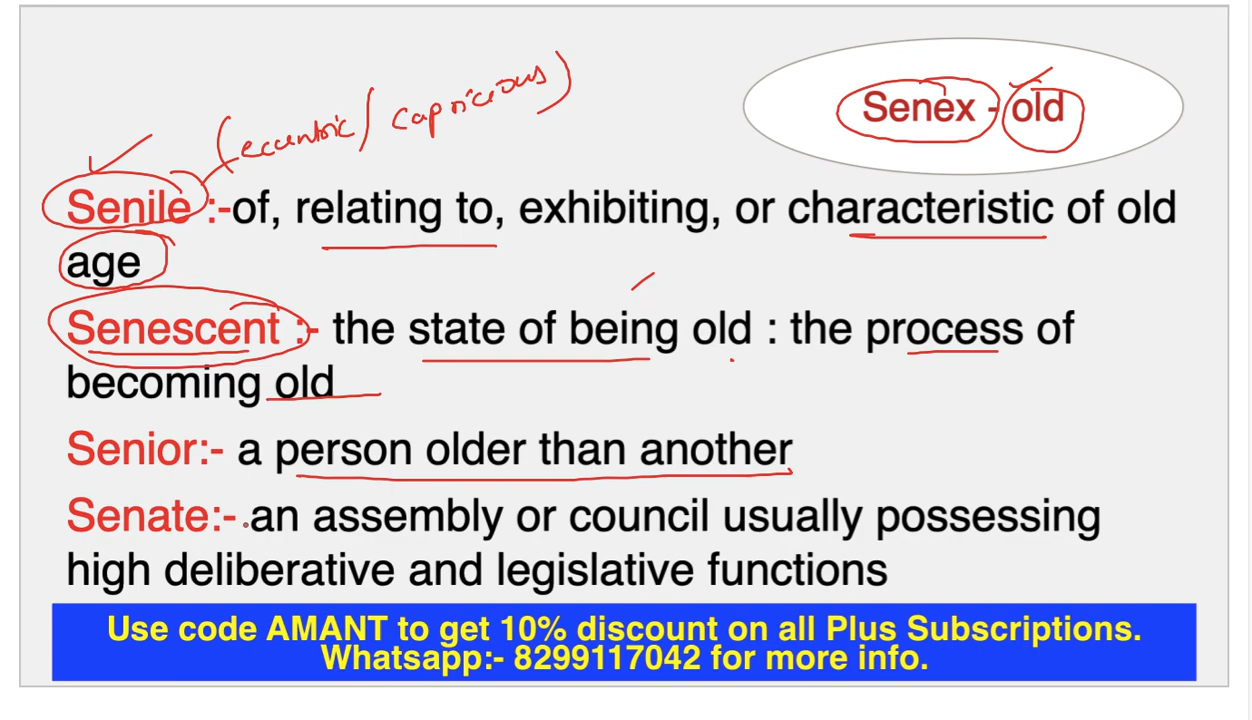 (eccentric/ capricious)
Senex - old
Senile :-of, relating to, exhibiting, or characteristic of old
age
Senescent :- the state of being old : the process of
becoming old
Senior:- a person older than another
Senate:- an assembly or council usually possessing
high deliberative and legislative functions
Use code AMANT to get 10% discount on all Plus Subscriptions.
Whatsapp:- 8299117042 for more info.